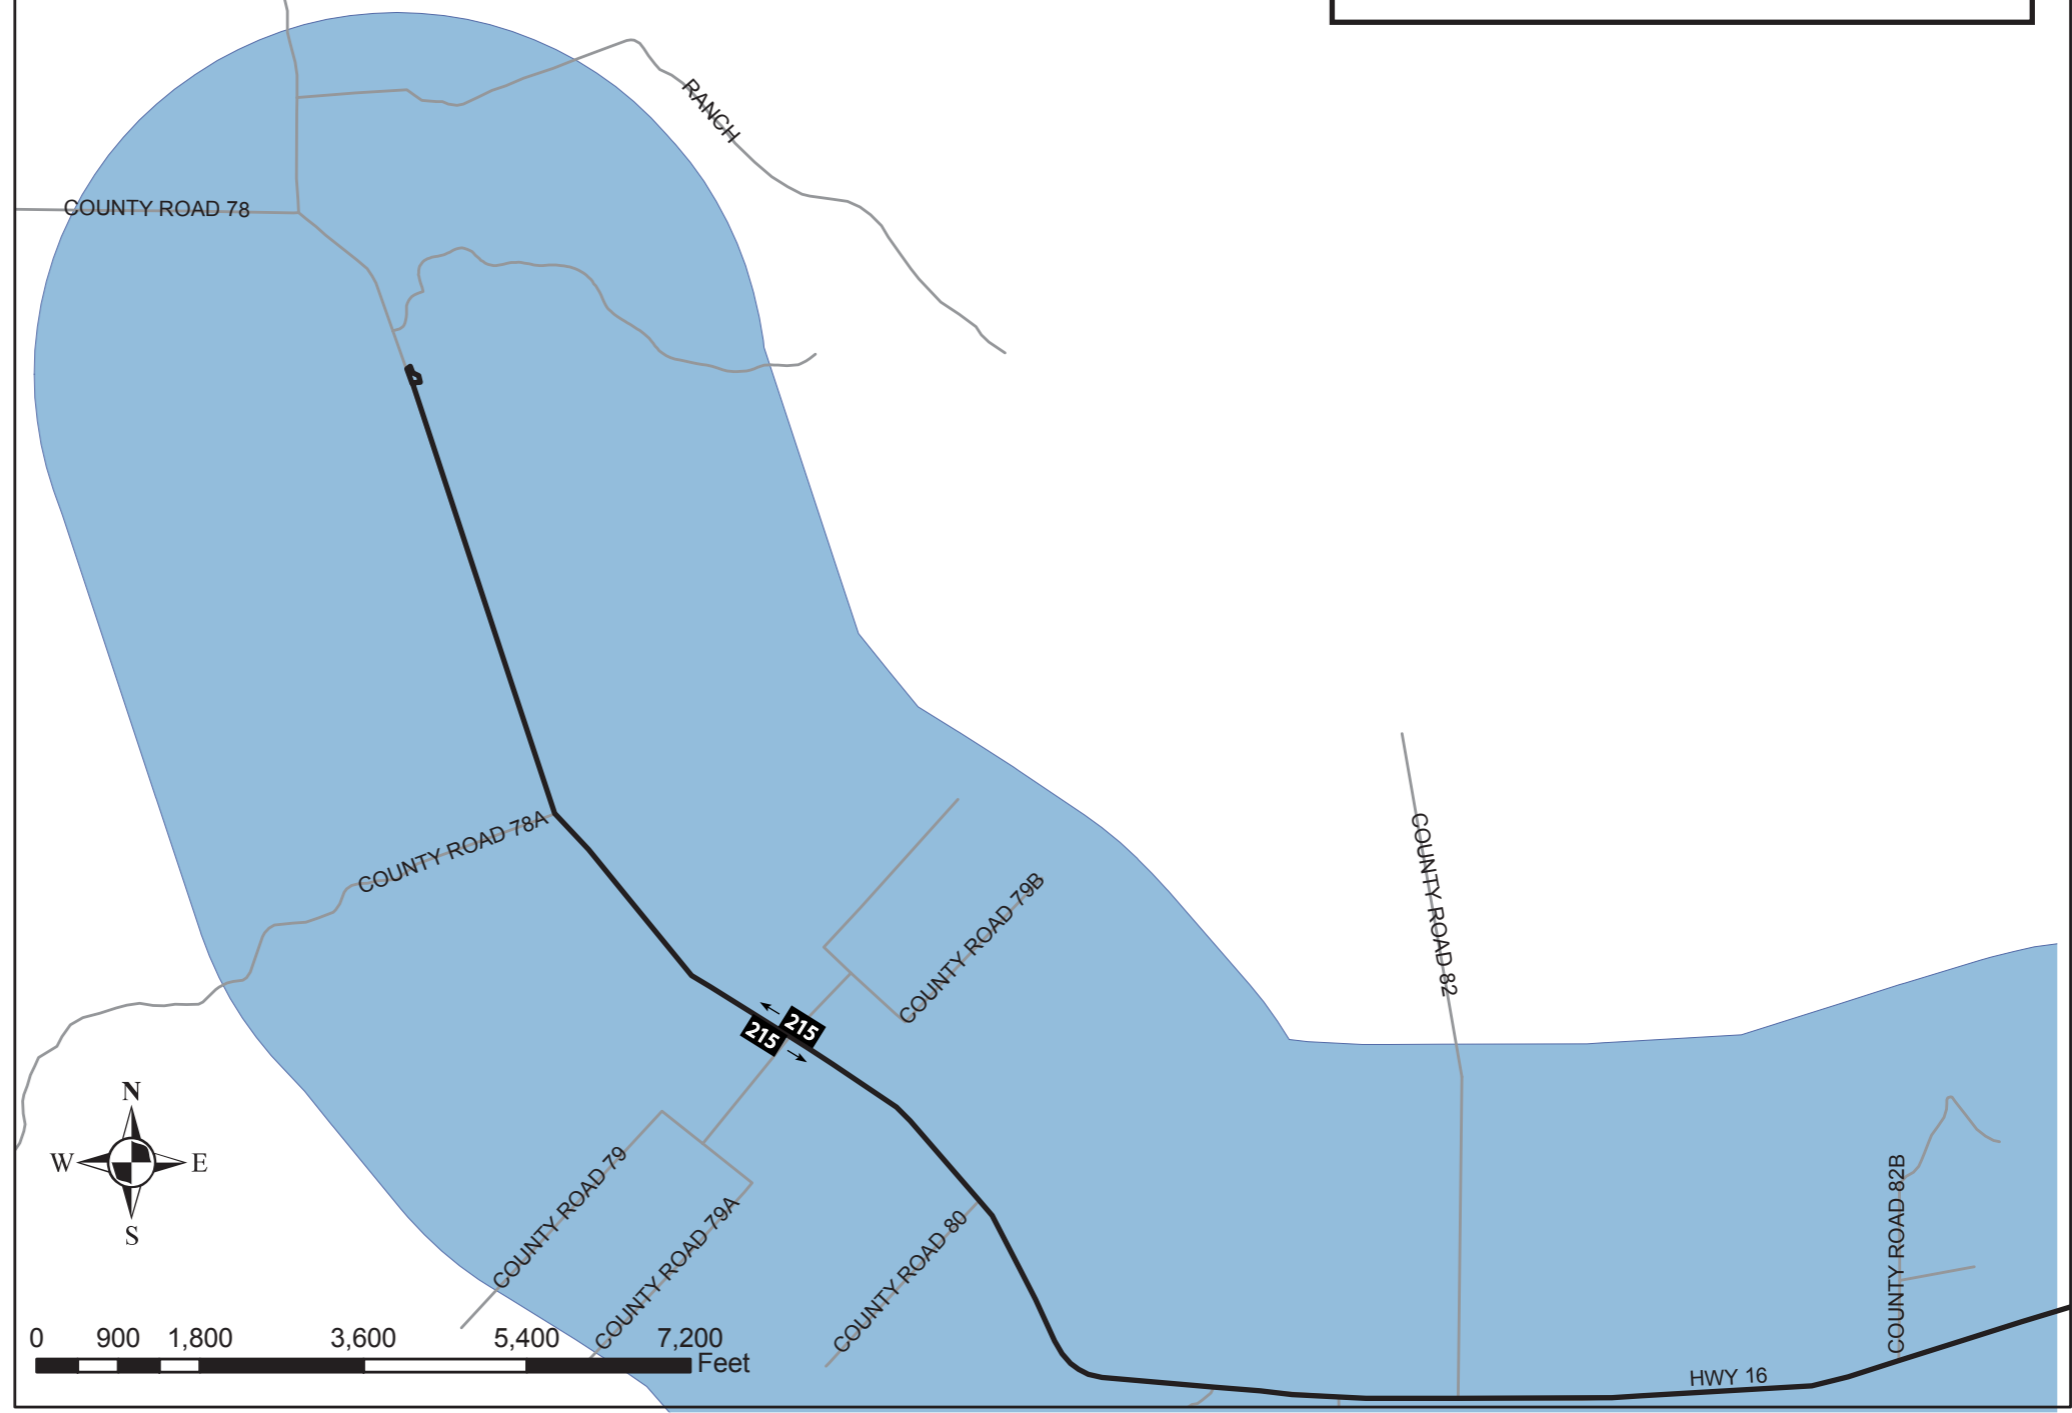 RANCH
COUNTY ROAD 78
COUNTY ROAD 78A
COUNTY ROAD 79B
COUNTY ROAD 82
215
215
N
W E
S
COUNTY ROAD 79
COUNTY ROAD 79A
COUNTY ROAD 80
COUNTY ROAD 82B
HWY 16
0 900 1,800 3,600 5,400 7,200
Feet